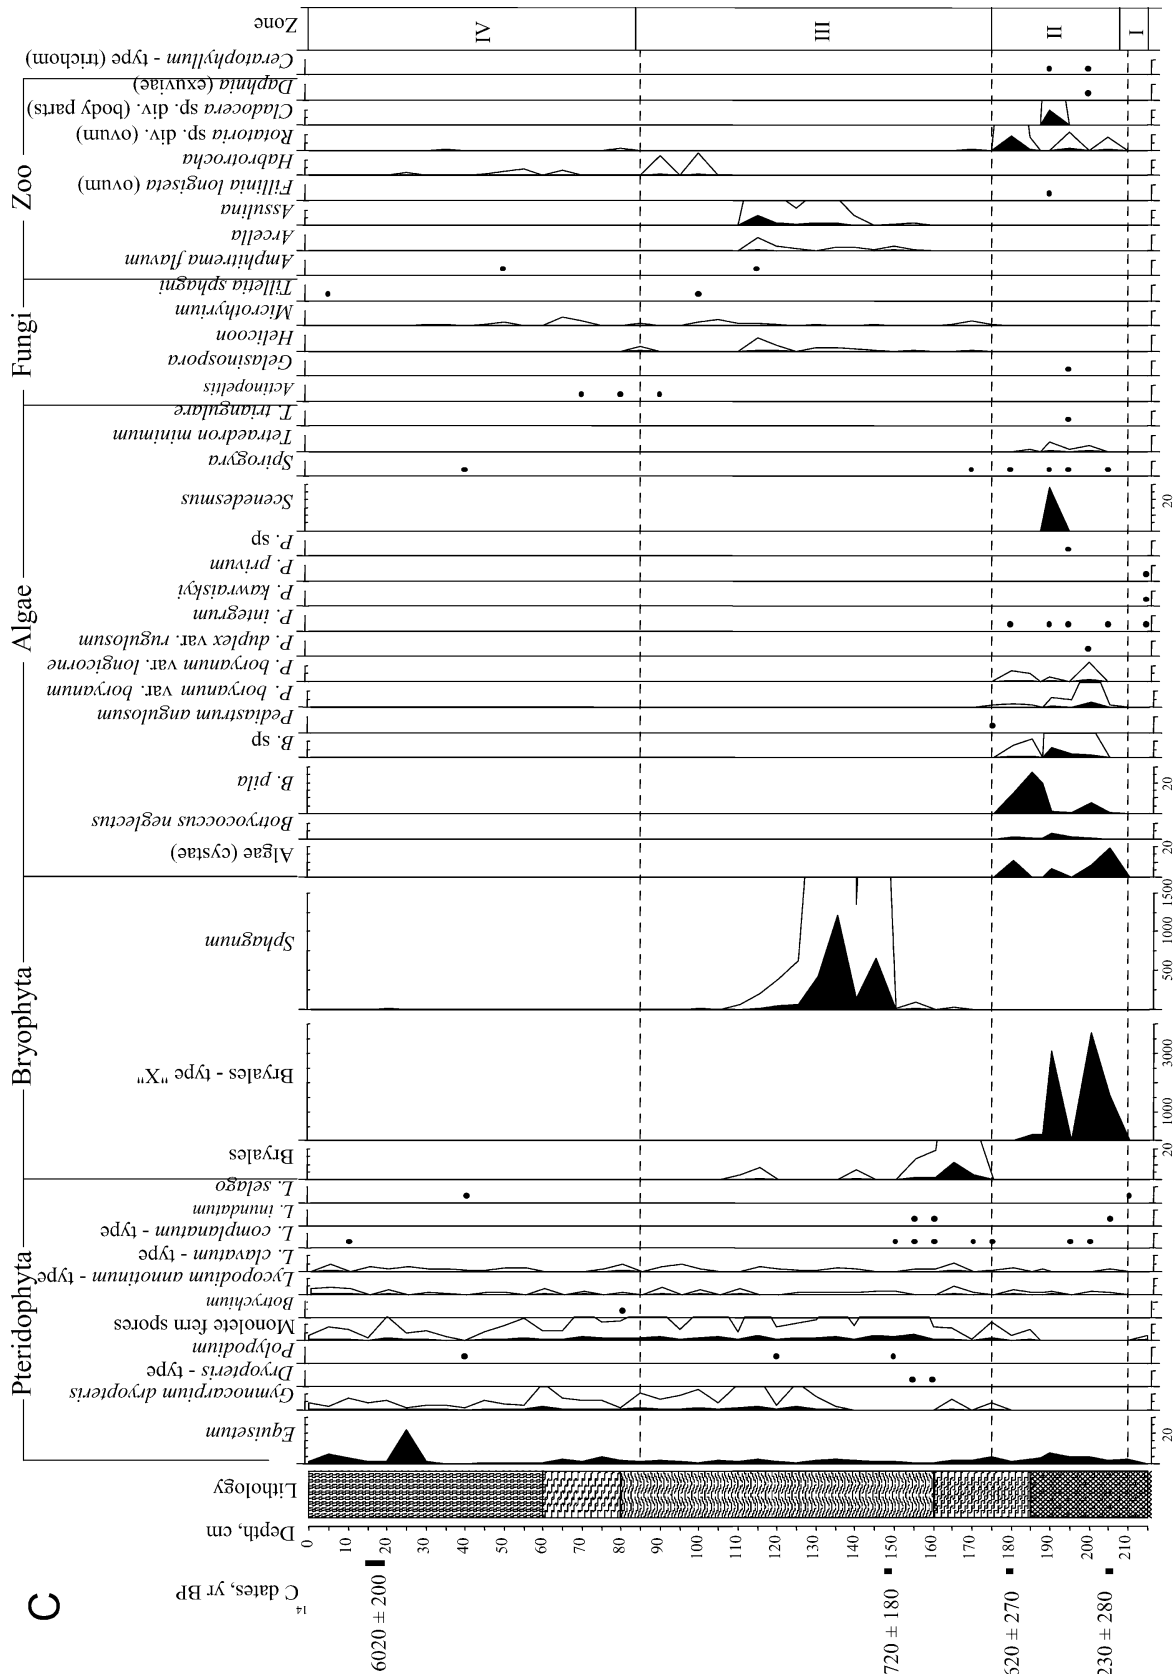 C
¹⁴C dates, yr BP
Depth, cm
Lithology
Equisetum
Gymnocarpium dryopteris
Dryopteris - type
Polypodium
Monolete fern spores
Botrychium
Lycopodium annotinum - type
L. clavatum - type
L. complanatum - type
L. inundatum
L. selago
Bryales
Bryales - type "X"
Sphagnum
Algae (cystae)
Botryococcus neglectus
B. pila
B. sp
Pediastrum angulosum
P. boryanum var. boryanum
P. boryanum var. longicorne
P. duplex var. rugulosum
P. integrum
P. kawraiskyi
P. privum
P. sp
Scenedesmus
Spirogyra
Tetraedron minimum
T. triangulare
Actinopeltis
Gelasinospora
Helicoon
Microthyrium
Tilletia sphagni
Amphitrema flavum
Arcella
Assulina
Fillinia longiseta (ovum)
Habrotrocha
Rotatoria sp. div. (ovum)
Cladocera sp. div. (body parts)
Daphnia (exuviae)
Ceratophyllum - type (trichom)
Zone
Pteridophyta
Bryophyta
Algae
Fungi
Zoo
6020 ± 200
720 ± 180
620 ± 270
230 ± 280
0
10
20
30
40
50
60
70
80
90
100
110
120
130
140
150
160
170
180
190
200
210
IV
III
II
I
20
20
1000
3000
500
1000
1500
20
20
20